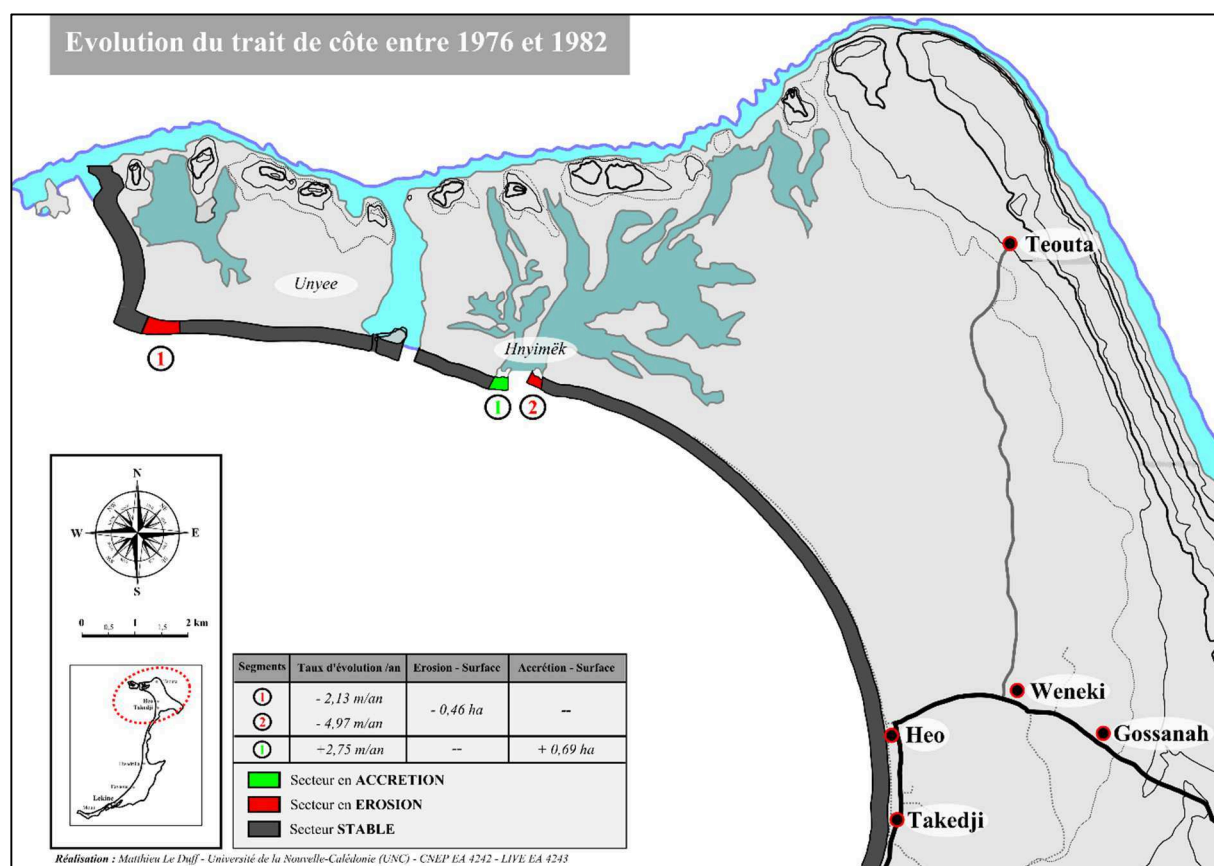 Evolution du trait de côte entre 1976 et 1982
Teouta
Unyee
Hnyimëk
1
1
2
N
W
E
S
0
0,5
1
1,5
2 km
Weneki
Heo
Gossanah
Takedji
Heo
Takedji
Lekine
Segments
Taux d'évolution /an
Erosion - Surface
Accrétion - Surface
1
- 2,13 m/an
- 0,46 ha
--
2
- 4,97 m/an
1
+2,75 m/an
--
+ 0,69 ha
Secteur en ACCRETION
Secteur en EROSION
Secteur STABLE
Réalisation : Matthieu Le Duff - Université de la Nouvelle-Calédonie (UNC) - CNEP EA 4242 - LIVE EA 4243